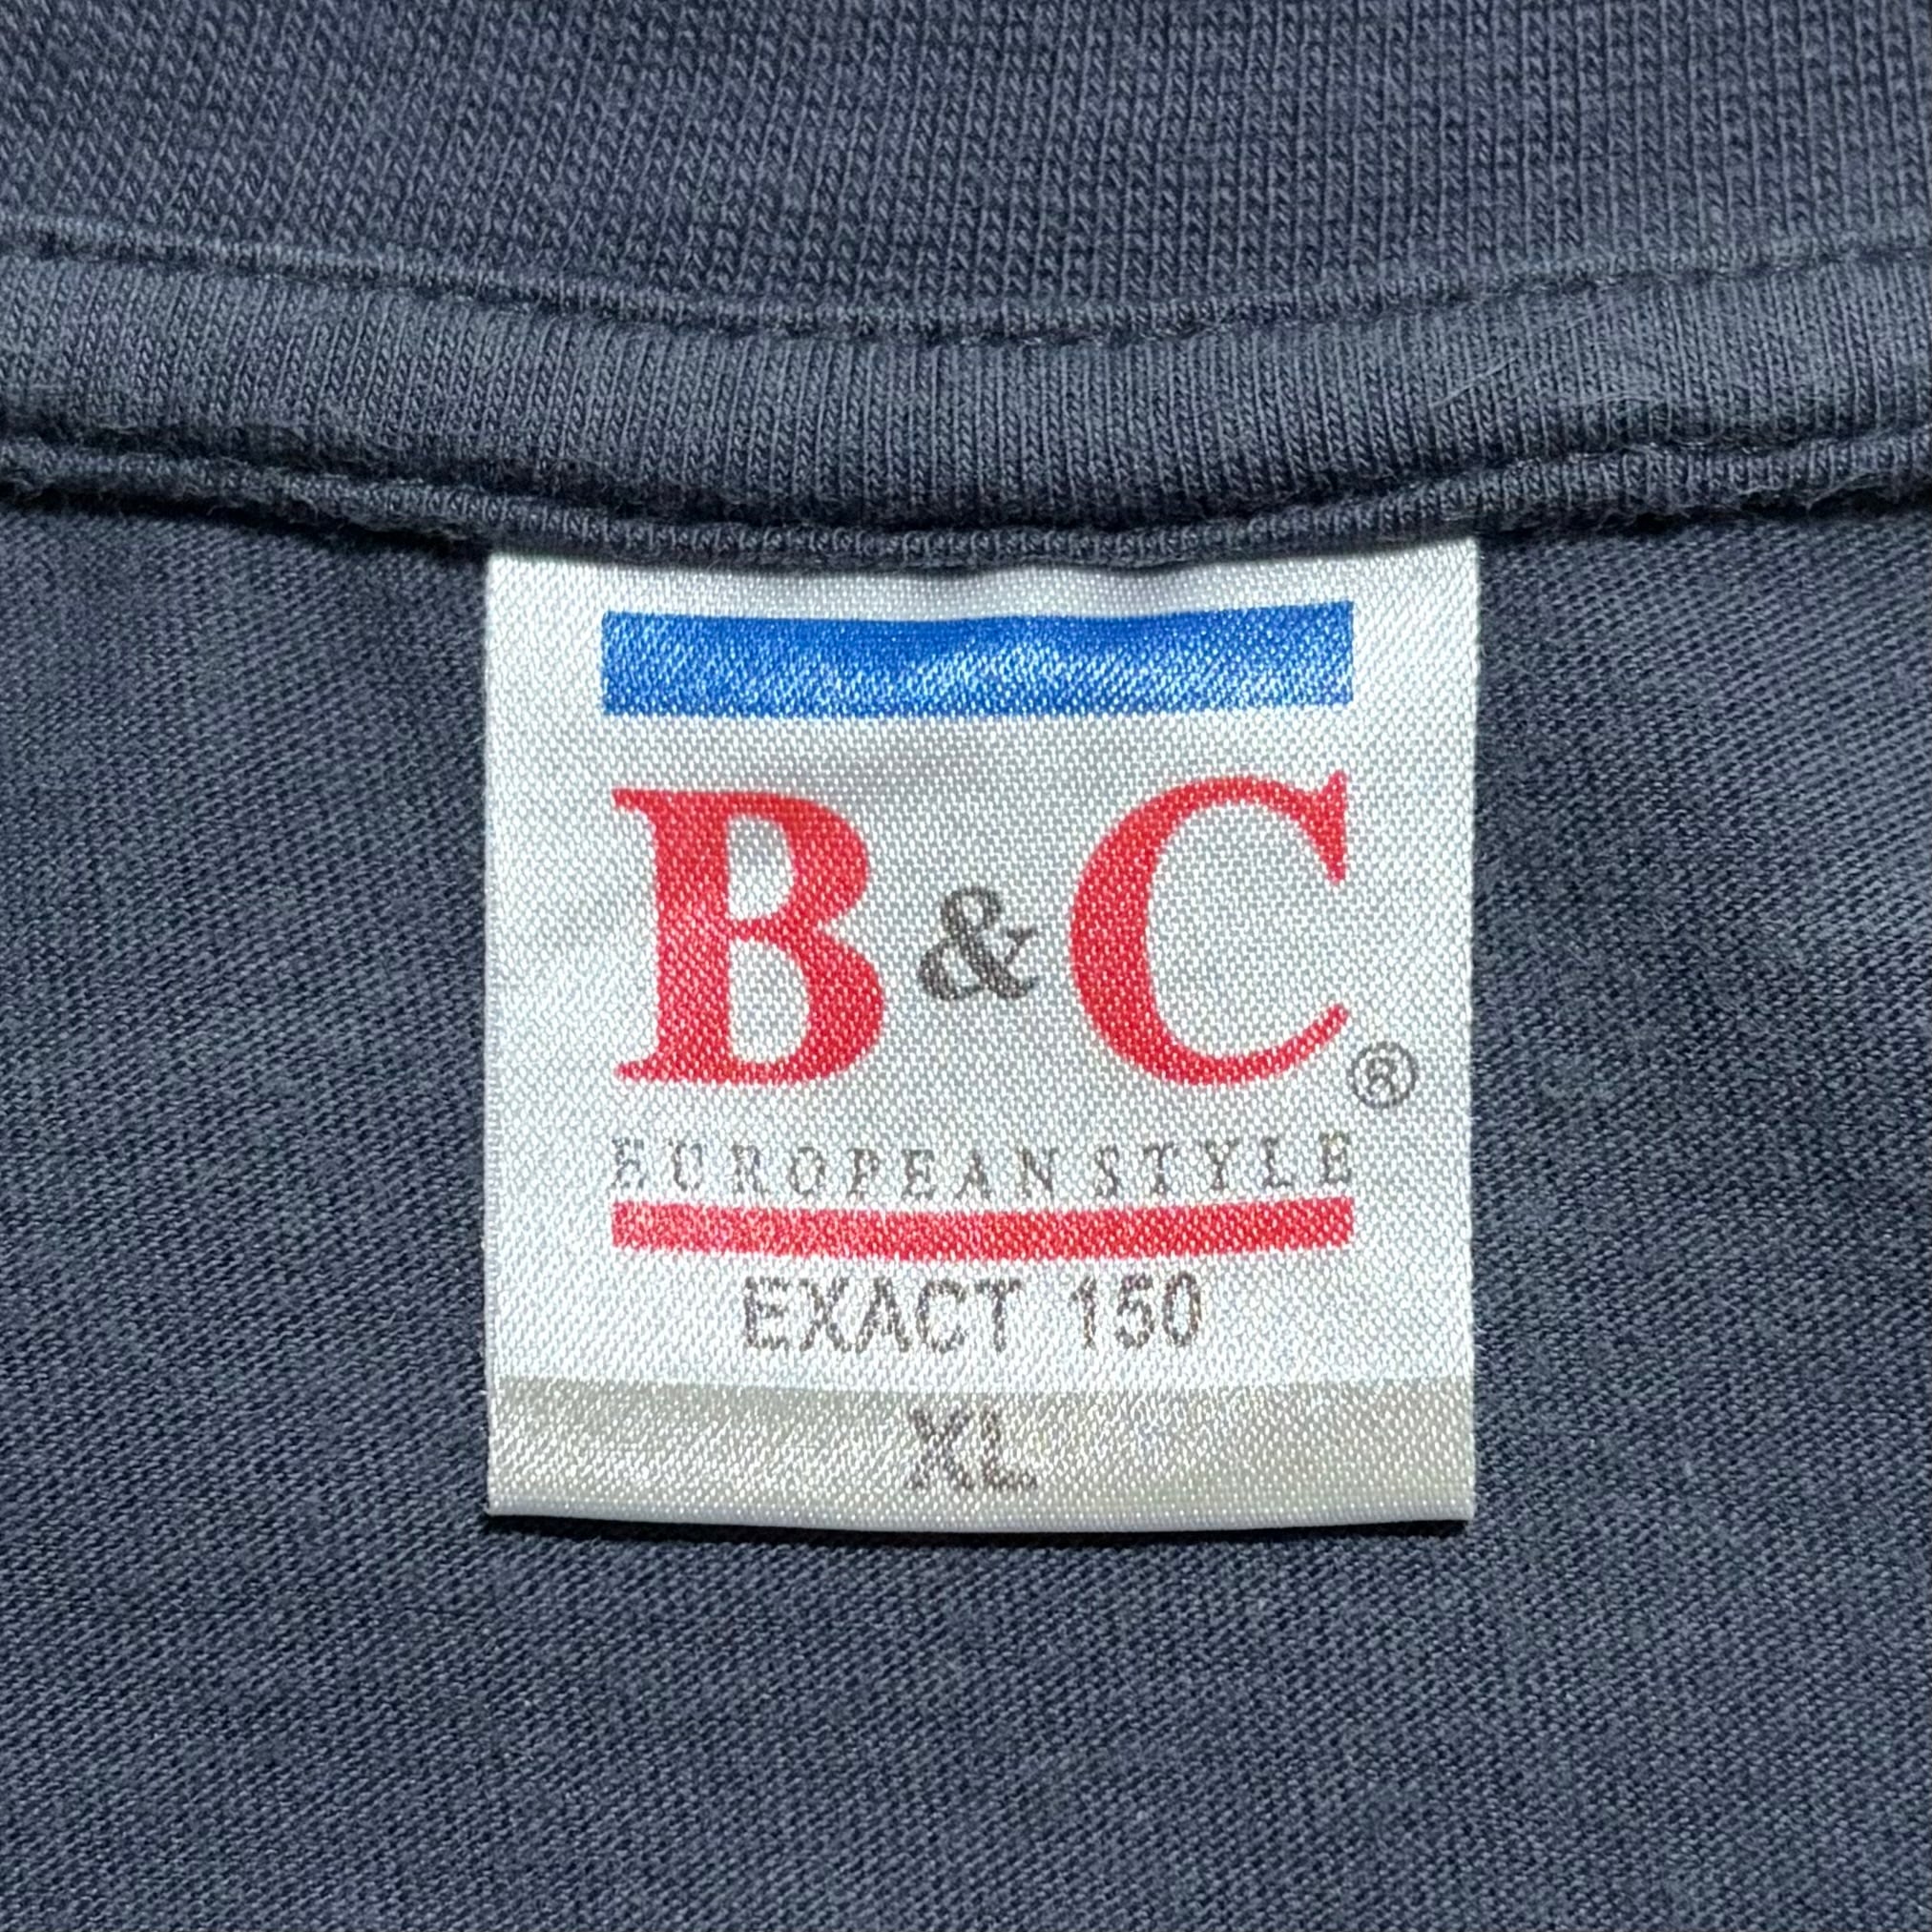 B&C®
EUROPEAN STYLE
EXACT 150
XL